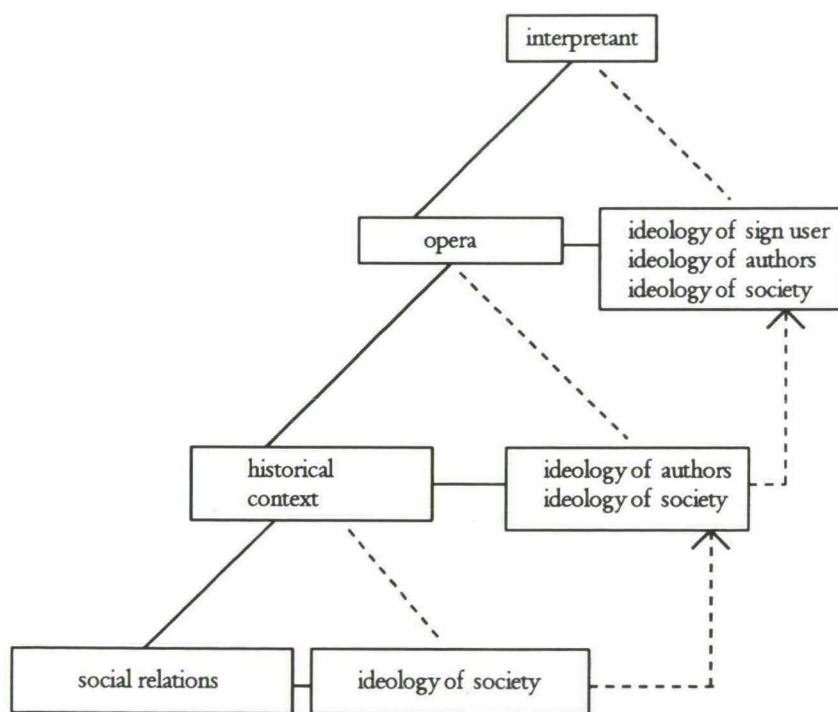 interpretant
opera
ideology of sign user
ideology of authors
ideology of society
historical
context
ideology of authors
ideology of society
social relations
ideology of society